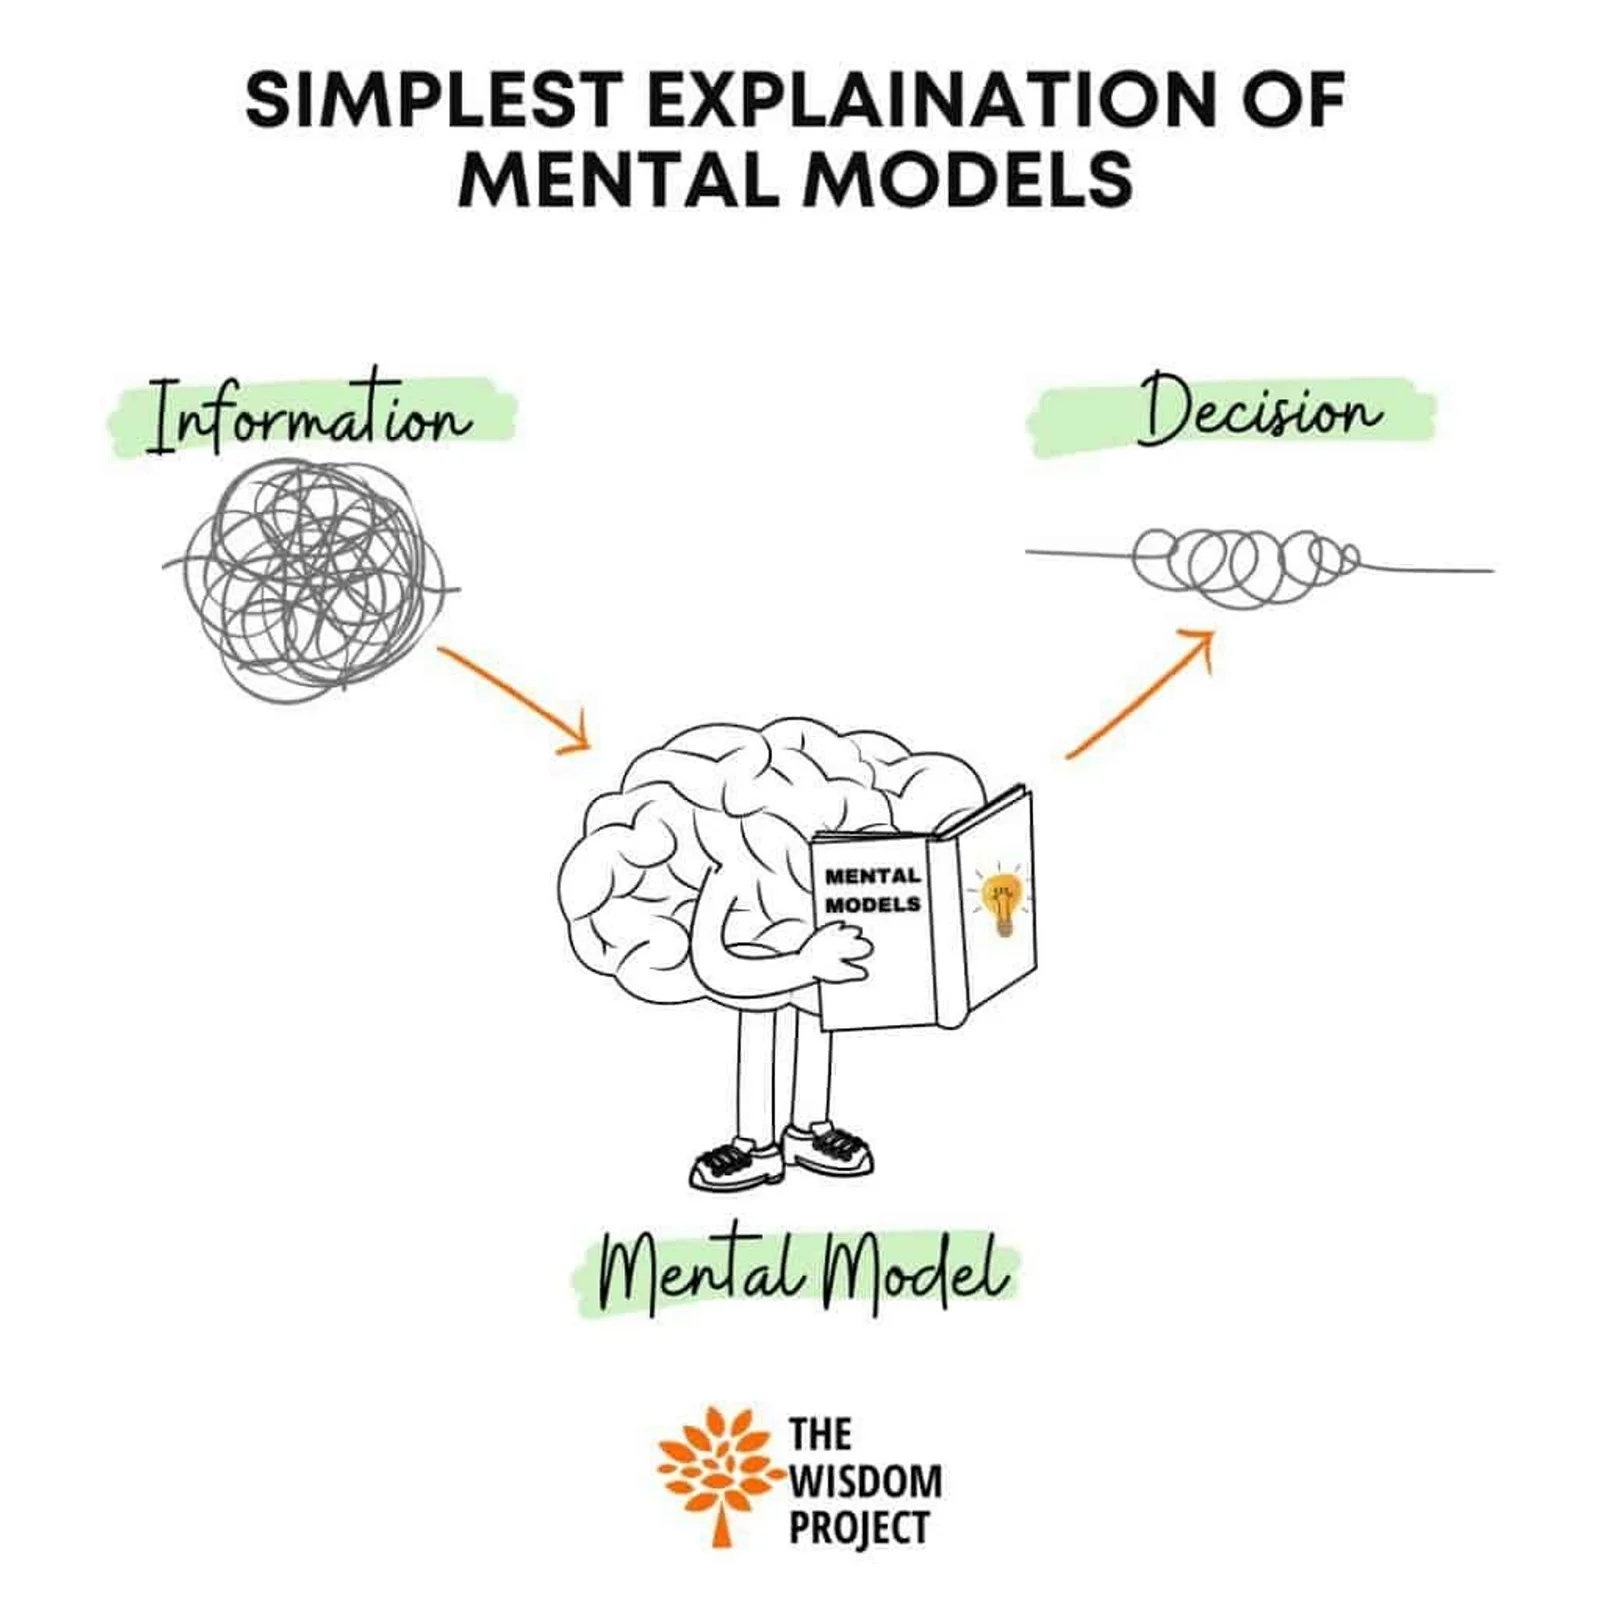 SIMPLEST EXPLAINATION OF
MENTAL MODELS
Information
Decision
MENTAL
MODELS
Mental Model
THE
WISDOM
PROJECT